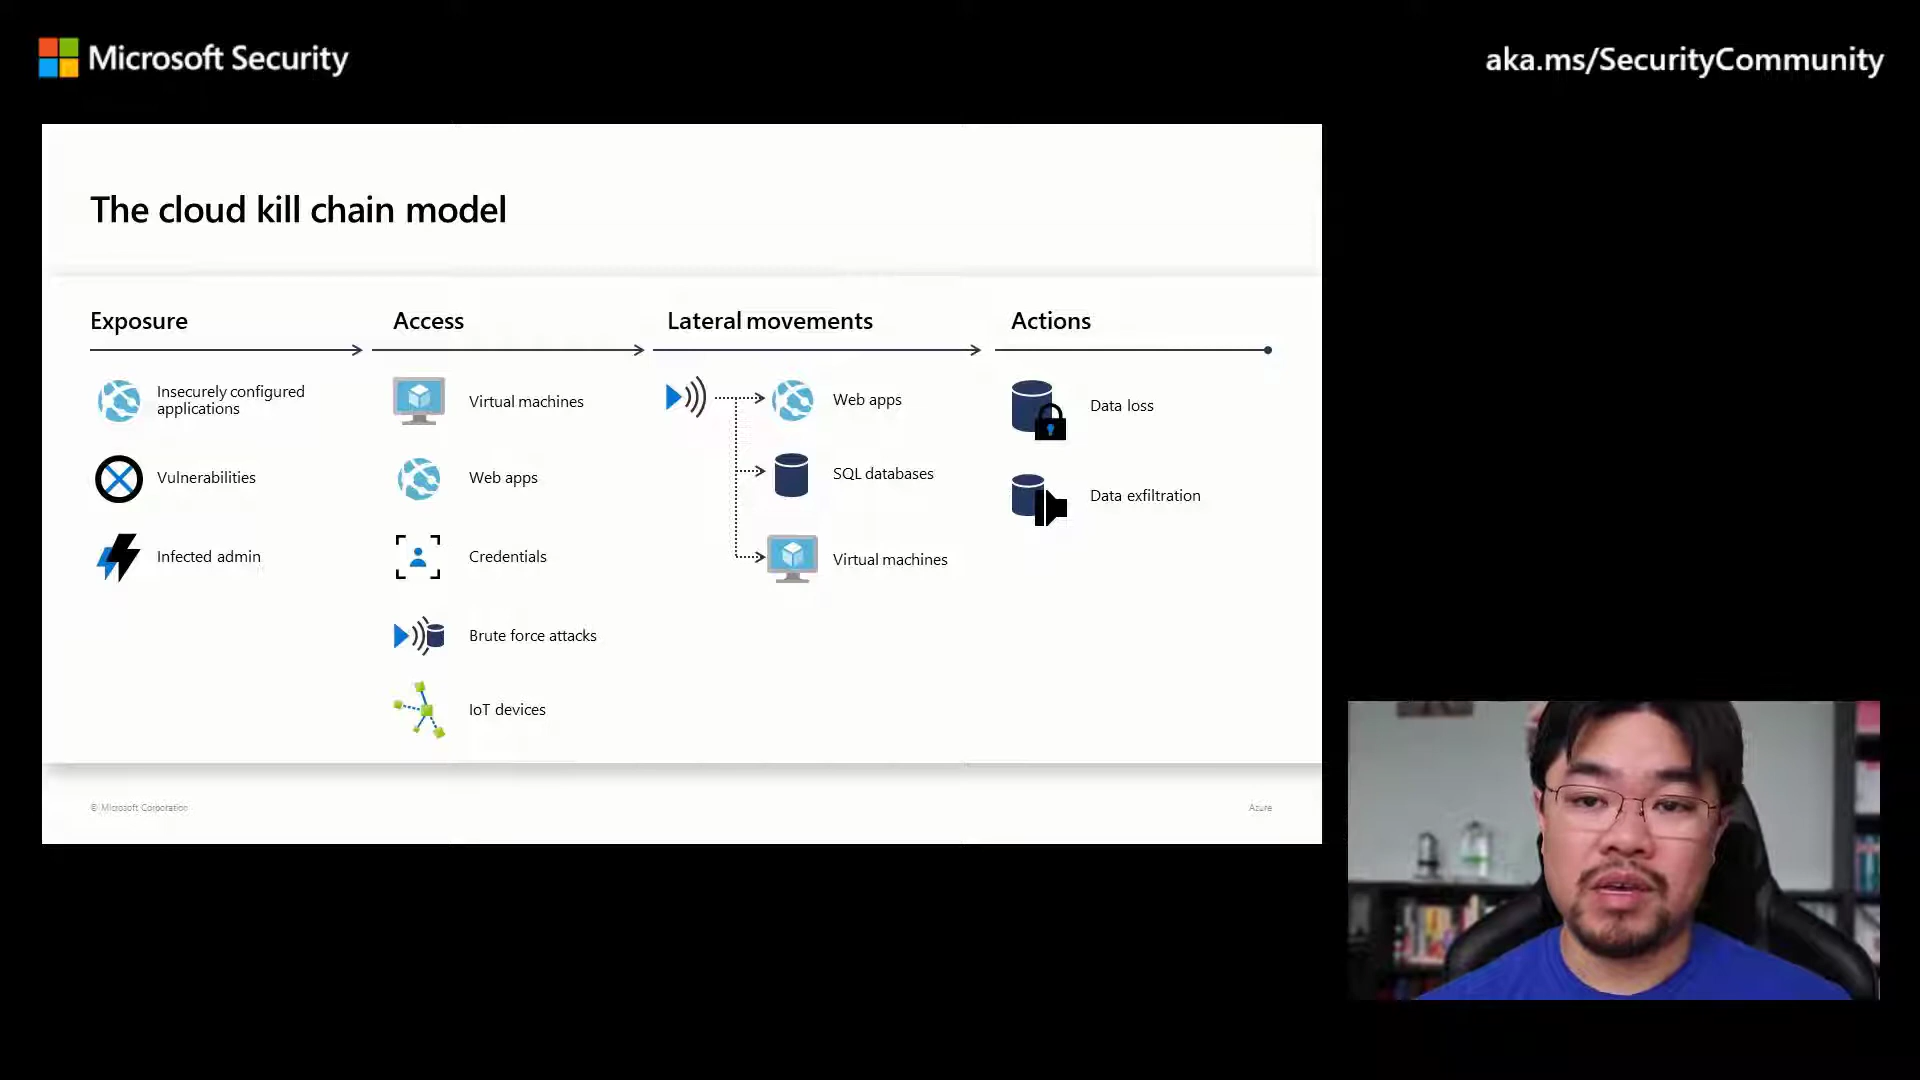 Microsoft Security
aka.ms/SecurityCommunity
The cloud kill chain model
Exposure
Insecurely configured
applications
Vulnerabilities
Infected admin
Access
Virtual machines
Web apps
Credentials
Brute force attacks
IoT devices
Lateral movements
Web apps
SQL databases
Virtual machines
Actions
Data loss
Data exfiltration
© Microsoft Corporation
Azure